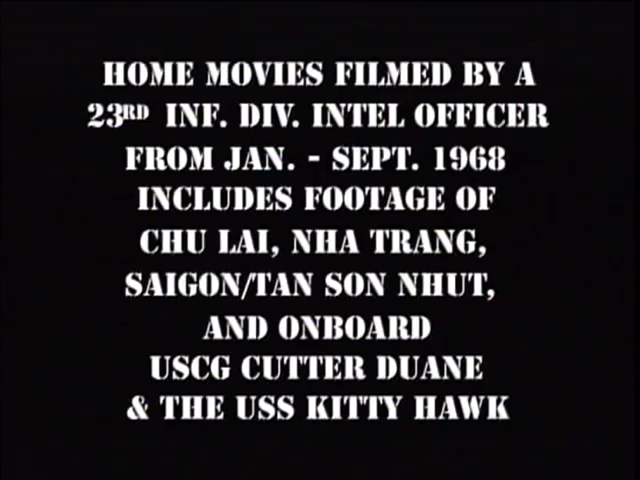 HOME MOVIES FILMED BY A
23RD INF. DIV. INTEL OFFICER
FROM JAN. - SEPT. 1968
INCLUDES FOOTAGE OF
CHU LAI, NHA TRANG,
SAIGON/TAN SON NHUT,
AND ONBOARD
USCG CUTTER DUANE
& THE USS KITTY HAWK